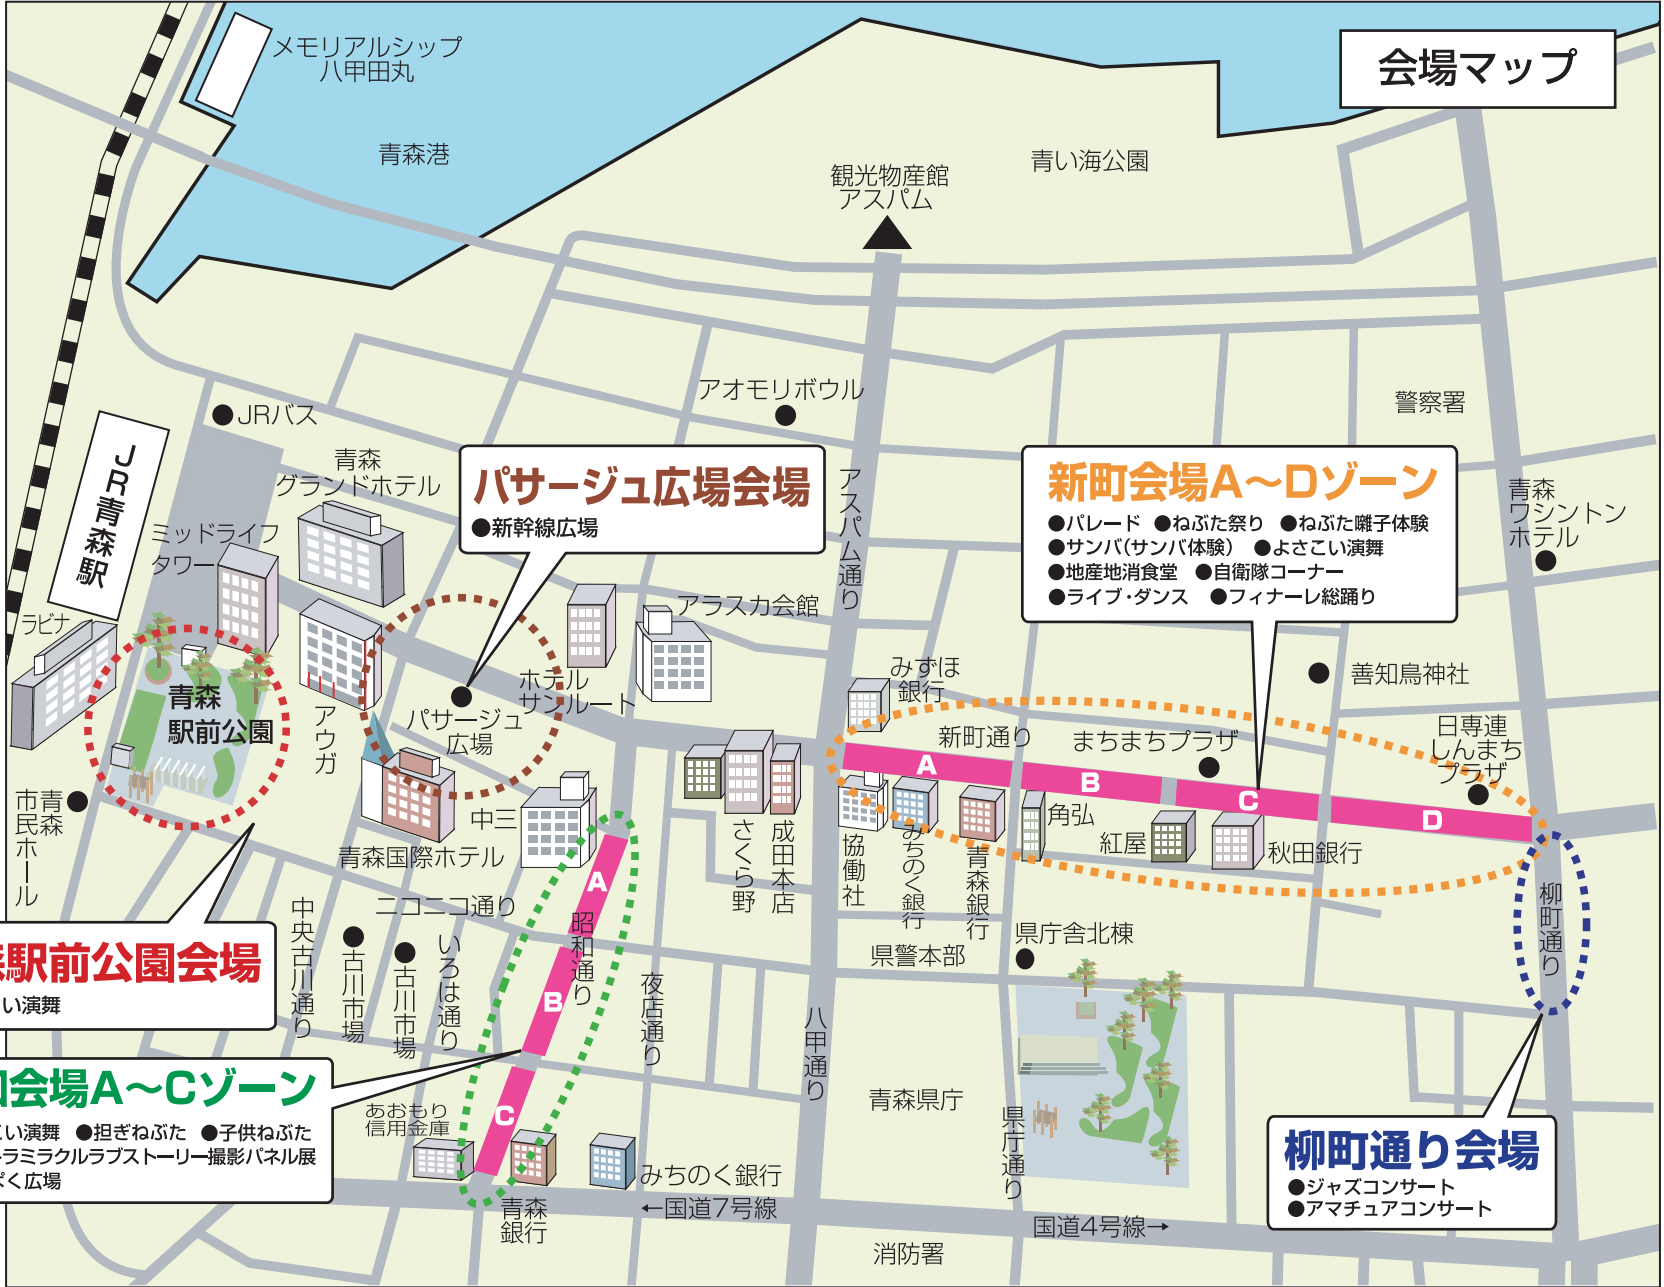 会場マップ
メモリアルシップ
八甲田丸
青森港
観光物産館
アスパム
青い海公園
JRバス
アオモリボウル
警察署
JR青森駅
青森
グランドホテル
パサージュ広場会場
●新幹線広場
アスパム通り
新町会場A〜Dゾーン
●パレード ●ねぶた祭り ●ねぶた囃子体験
●サンバ(サンバ体験) ●よさこい演舞
●地産地消食堂 ●自衛隊コーナー
●ライブ・ダンス ●フィナーレ総踊り
青森
ワシントン
ホテル
ミッドライフ
タワー
ラビナ
アラスカ会館
青森
駅前公園
アウガ
パサージュ
広場
ホテル
サンルート
みずほ
銀行
新町通り
まちまちプラザ
善知鳥神社
日専連
しんまち
プラザ
A
B
C
D
青森
市民ホール
青森国際ホテル
中三
さくら野
成田本店
協働社
みちのく銀行
青森銀行
角弘
紅屋
秋田銀行
柳町通り
ニコニコ通り
中央古川通り
古川市場
古川市場
いろは通り
A
昭和通り
B
C
夜店通り
八甲通り
県警本部
県庁舎北棟
駅前公園会場
い演舞
会場A〜Cゾーン
い演舞 ●担ぎねぶた ●子供ねぶた
ラミラクルラブストーリー撮影パネル展
く広場
あおもり
信用金庫
青森
銀行
みちのく銀行
←国道7号線
青森県庁
県庁通り
国道4号線→
消防署
柳町通り会場
●ジャズコンサート
●アマチュアコンサート